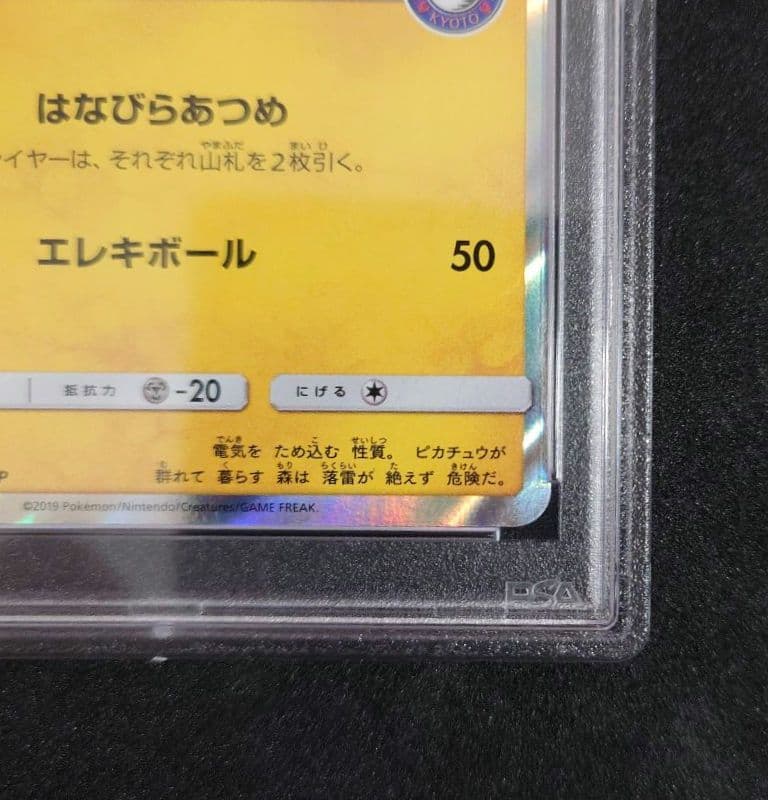 KYOTO
はなびらあつめ
イヤーは、それぞれ山札を2枚引く。
エレキボール 50
抵抗力 -20 にげる
電気を ため込む 性質。 ピカチュウが
群れて 暮らす 森は 落雷が 絶えず 危険だ。
P
©2019 Pokémon/Nintendo/Creatures/GAME FREAK.
PSA